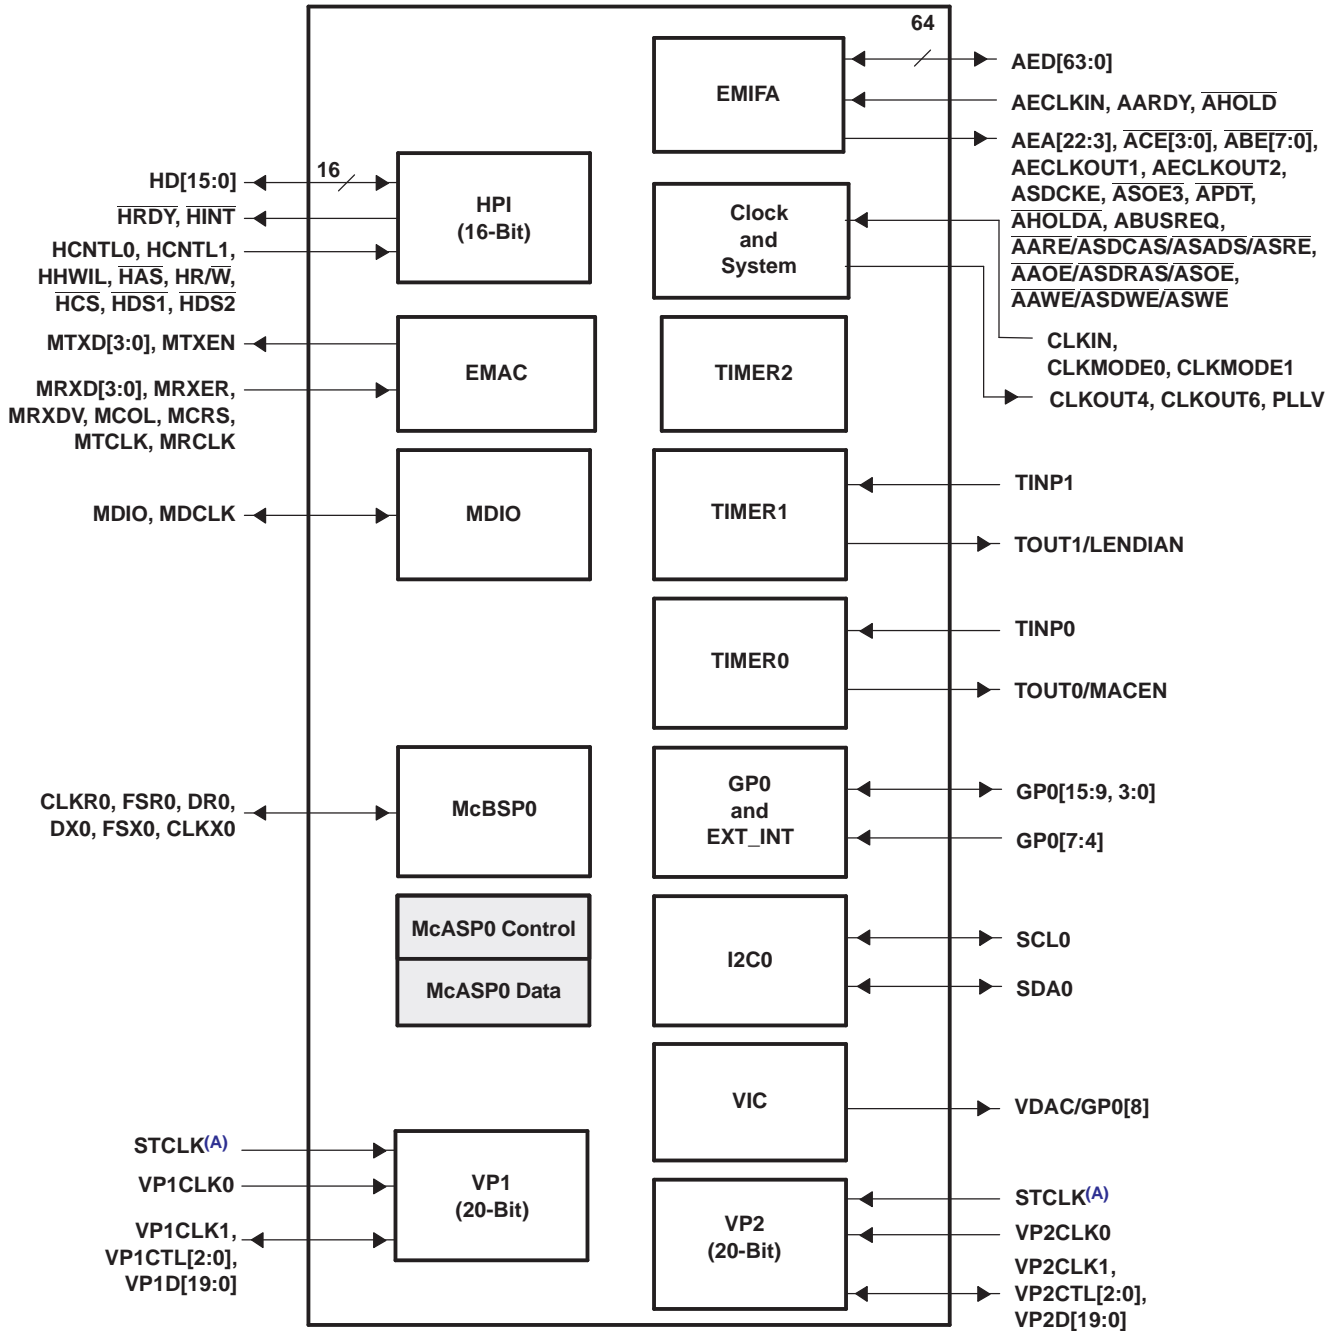 64
AED[63:0]
EMIFA
AECLKIN, AARDY, AHOLD
AEA[22:3], ACE[3:0], ABE[7:0],
AECLKOUT1, AECLKOUT2,
ASDCKE, ASOE3, APDT,
AHOLDA, ABUSREQ,
AARE/ASDCAS/ASADS/ASRE,
AAOE/ASDRAS/ASOE,
AAWE/ASDWE/ASWE
16
HD[15:0]
HRDY, HINT
HCNTL0, HCNTL1,
HHWIL, HAS, HR/W,
HCS, HDS1, HDS2
HPI
(16-Bit)
Clock
and
System
CLKIN,
CLKMODE0, CLKMODE1
CLKOUT4, CLKOUT6, PLLV
MTXD[3:0], MTXEN
MRXD[3:0], MRXER,
MRXDV, MCOL, MCRS,
MTCLK, MRCLK
EMAC
TIMER2
MDIO, MDCLK
MDIO
TIMER1
TINP1
TOUT1/LENDIAN
TIMER0
TINP0
TOUT0/MACEN
CLKR0, FSR0, DR0,
DX0, FSX0, CLKX0
McBSP0
GP0
and
EXT_INT
GP0[15:9, 3:0]
GP0[7:4]
McASP0 Control
McASP0 Data
I2C0
SCL0
SDA0
VIC
VDAC/GP0[8]
STCLK(A)
VP1CLK0
VP1CLK1,
VP1CTL[2:0],
VP1D[19:0]
VP1
(20-Bit)
VP2
(20-Bit)
STCLK(A)
VP2CLK0
VP2CLK1,
VP2CTL[2:0],
VP2D[19:0]